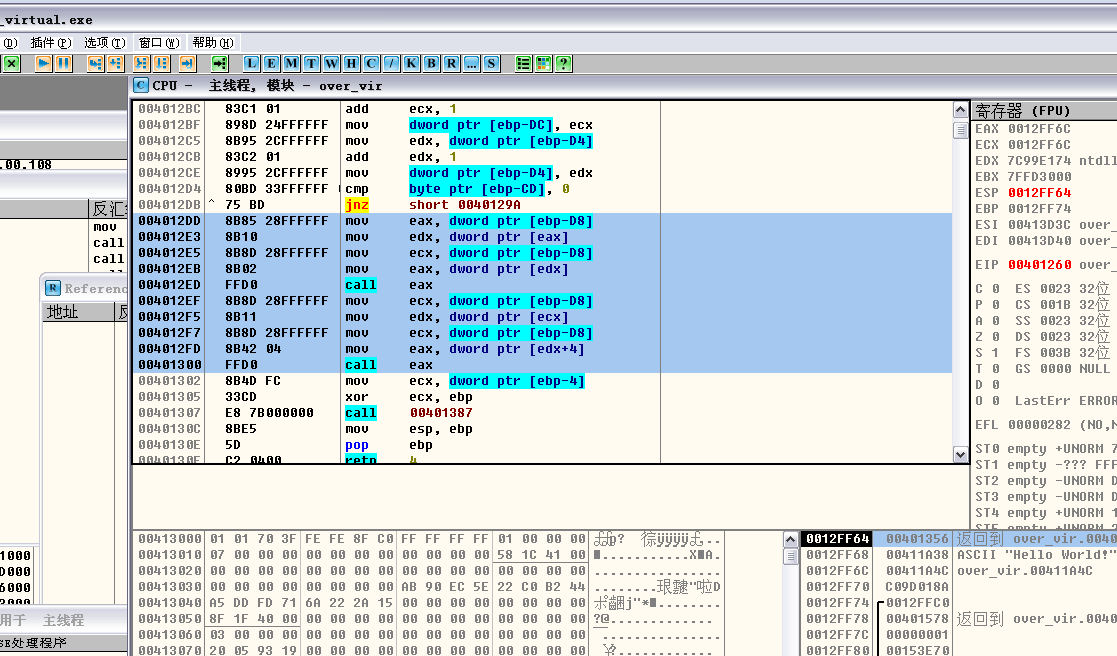 _virtual.exe
(D) 插件(P) 选项(T) 窗口(W) 帮助(H)
L E M T W H C / K B R ... S ?
C CPU - 主线程, 模块 - over_vir
.00.108
反汇
mov
call
call
R Referenc
地址 反
004012BC 83C1 01 add ecx, 1
004012BF 898D 24FFFFFF mov dword ptr [ebp-DC], ecx
004012C5 8B95 2CFFFFFF mov edx, dword ptr [ebp-D4]
004012CB 83C2 01 add edx, 1
004012CE 8995 2CFFFFFF mov dword ptr [ebp-D4], edx
004012D4 80BD 33FFFFFF cmp byte ptr [ebp-CD], 0
004012DB ^ 75 BD jnz short 0040129A
004012DD 8B85 28FFFFFF mov eax, dword ptr [ebp-D8]
004012E3 8B10 mov edx, dword ptr [eax]
004012E5 8B8D 28FFFFFF mov ecx, dword ptr [ebp-D8]
004012EB 8B02 mov eax, dword ptr [edx]
004012ED FFD0 call eax
004012EF 8B8D 28FFFFFF mov ecx, dword ptr [ebp-D8]
004012F5 8B11 mov edx, dword ptr [ecx]
004012F7 8B8D 28FFFFFF mov ecx, dword ptr [ebp-D8]
004012FD 8B42 04 mov eax, dword ptr [edx+4]
00401300 FFD0 call eax
00401302 8B4D FC mov ecx, dword ptr [ebp-4]
00401305 33CD xor ecx, ebp
00401307 E8 7B000000 call 00401387
0040130C 8BE5 mov esp, ebp
0040130E 5D pop ebp
0040130F C2 0400 retn 4
寄存器 (FPU)
EAX 0012FF6C
ECX 0012FF6C
EDX 7C99E174 ntdll
EBX 7FFD3000
ESP 0012FF64
EBP 0012FF74
ESI 00413D3C over_
EDI 00413D40 over_
EIP 00401260 over_
C 0 ES 0023 32位
P 0 CS 001B 32位
A 0 SS 0023 32位
Z 0 DS 0023 32位
S 1 FS 003B 32位
T 0 GS 0000 NULL
D 0
O 0 LastErr ERROR
EFL 00000282 (NO,N
ST0 empty +UNORM 7
ST1 empty -??? FFF
ST2 empty -UNORM D
ST3 empty -UNORM D
ST4 empty +UNORM 1
00413000 01 01 70 3F FE FE 8F C0 FF FF FF FF 01 00 00 00
00413010 07 00 00 00 00 00 00 00 00 00 00 00 58 1C 41 00
00413020 00 00 00 00 00 00 00 00 00 00 00 00 00 00 00 00
00413030 00 00 00 00 00 00 00 00 AB 90 EC 5E 22 C0 B2 44
00413040 A5 DD FD 71 6A 22 2A 15 00 00 00 00 00 00 00 00
00413050 8F 1F 40 00 00 00 00 00 00 00 00 00 00 00 00 00
00413060 03 00 00 00 00 00 00 00 00 00 00 00 00 00 00 00
00413070 20 05 93 19 00 00 00 00 00 00 00 00 00 00 00 00
0012FF64 00401356 返回到 over_vir.0040
0012FF68 00411A38 ASCII "Hello World!"
0012FF6C 00411A4C over_vir.00411A4C
0012FF70 C09D018A
0012FF74 0012FFC0
0012FF78 00401578 返回到 over_vir.0040
0012FF7C 00000001
0012FF80 00153E70
1000
D000
6000
用于 主线程
SE处理程序